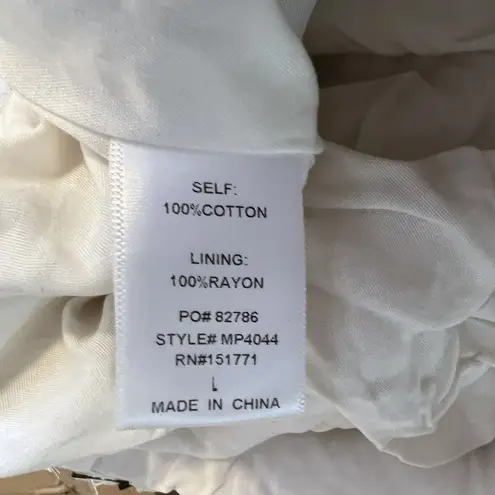 SELF:
100%COTTON
LINING:
100%RAYON
PO# 82786
STYLE# MP4044
RN#151771
L
MADE IN CHINA